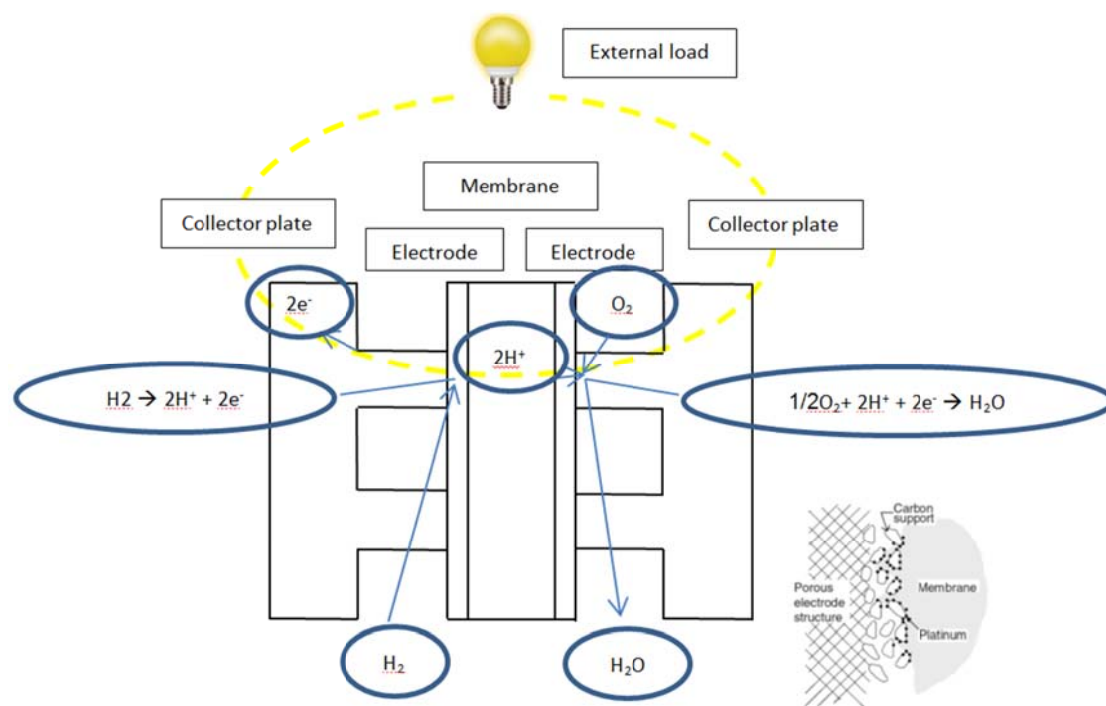 External load
Membrane
Collector plate
Collector plate
Electrode
Electrode
2e⁻
O₂
2H⁺
H2 → 2H⁺ + 2e⁻
1/2O₂+ 2H⁺ + 2e⁻ → H₂O
Carbon
support
Porous
electrode
structure
Membrane
Platinum
H₂
H₂O